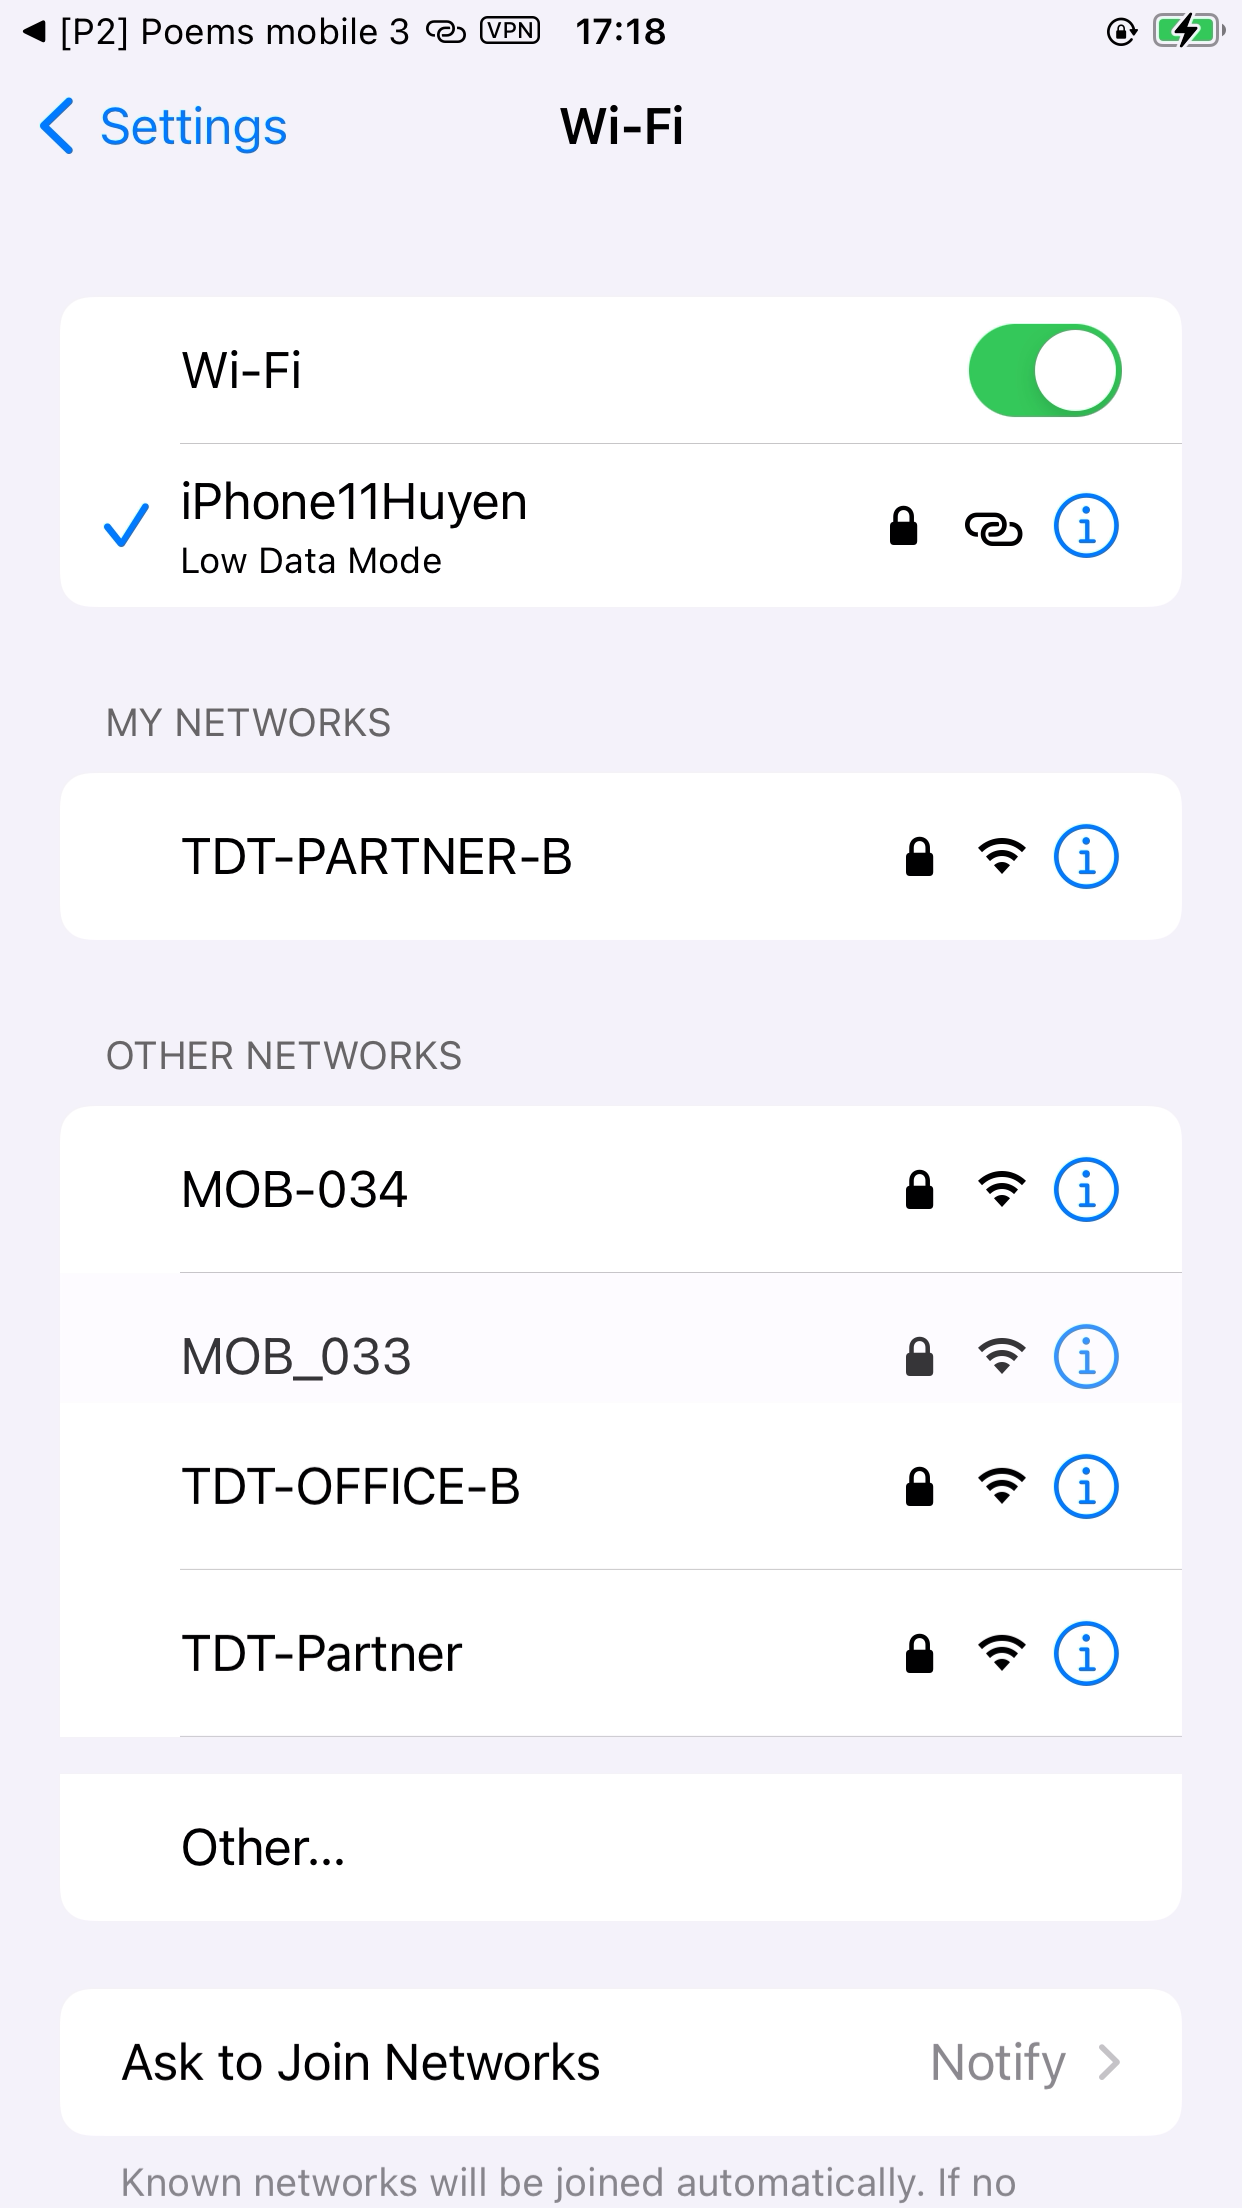 [P2] Poems mobile 3 VPN 17:18
Settings Wi-Fi
Wi-Fi
iPhone11Huyen
Low Data Mode
MY NETWORKS
TDT-PARTNER-B
OTHER NETWORKS
MOB-034
MOB_033
TDT-OFFICE-B
TDT-Partner
Other...
Ask to Join Networks Notify
Known networks will be joined automatically. If no